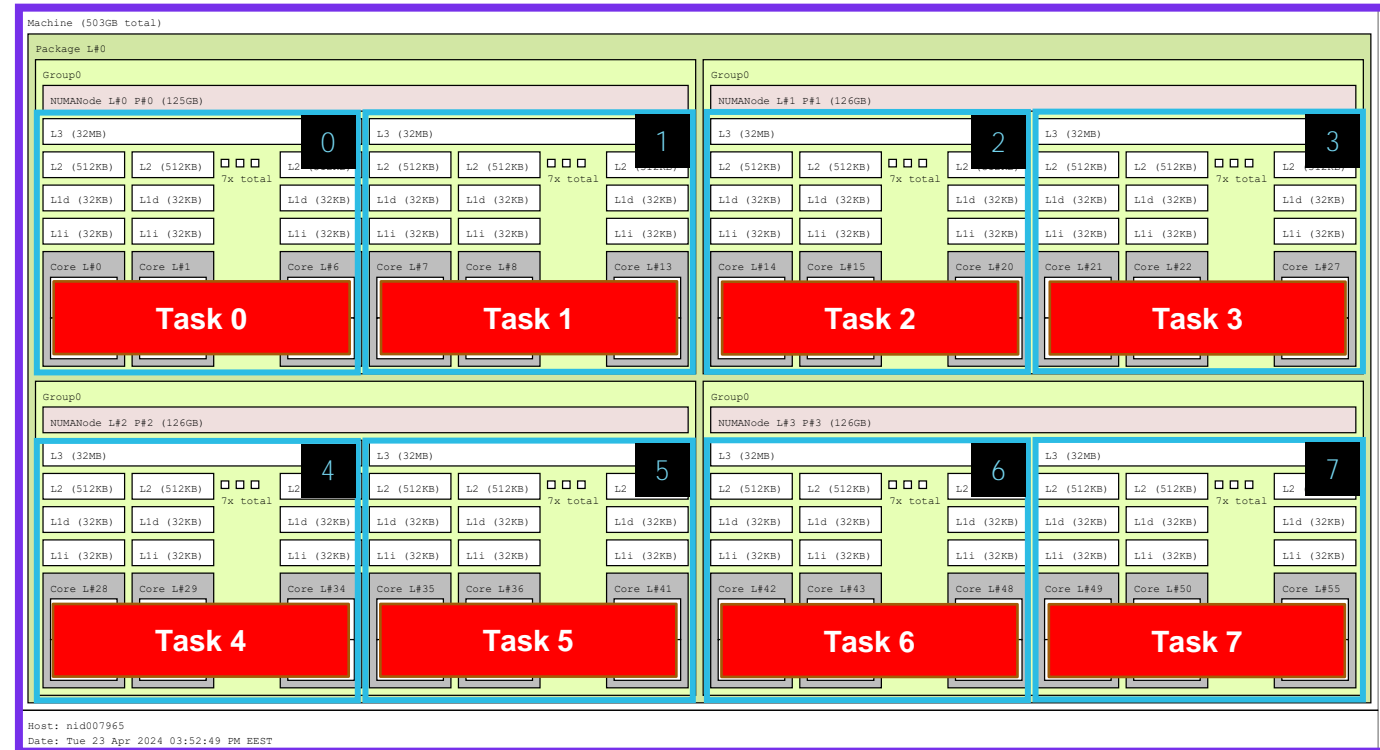 Machine (503GB total)
Package L#0
Group0
NUMANode L#0 P#0 (125GB)
L3 (32MB) 0 L3 (32MB) 1
L2 (512KB) L2 (512KB) L2 L2 (512KB) L2 (512KB) L2
7x total 7x total
L1d (32KB) L1d (32KB) L1d (32KB) L1d (32KB) L1d (32KB) L1d (32KB)
L1i (32KB) L1i (32KB) L1i (32KB) L1i (32KB) L1i (32KB) L1i (32KB)
Core L#0 Core L#1 Core L#6 Core L#7 Core L#8 Core L#13
Task 0 Task 1
Group0
NUMANode L#1 P#1 (126GB)
L3 (32MB) 2 L3 (32MB) 3
L2 (512KB) L2 (512KB) L2 L2 (512KB) L2 (512KB) L2
7x total 7x total
L1d (32KB) L1d (32KB) L1d (32KB) L1d (32KB) L1d (32KB) L1d (32KB)
L1i (32KB) L1i (32KB) L1i (32KB) L1i (32KB) L1i (32KB) L1i (32KB)
Core L#14 Core L#15 Core L#20 Core L#21 Core L#22 Core L#27
Task 2 Task 3
Group0
NUMANode L#2 P#2 (126GB)
L3 (32MB) 4 L3 (32MB) 5
L2 (512KB) L2 (512KB) L2 L2 (512KB) L2 (512KB) L2
7x total 7x total
L1d (32KB) L1d (32KB) L1d (32KB) L1d (32KB) L1d (32KB) L1d (32KB)
L1i (32KB) L1i (32KB) L1i (32KB) L1i (32KB) L1i (32KB) L1i (32KB)
Core L#28 Core L#29 Core L#34 Core L#35 Core L#36 Core L#41
Task 4 Task 5
Group0
NUMANode L#3 P#3 (126GB)
L3 (32MB) 6 L3 (32MB) 7
L2 (512KB) L2 (512KB) L2 L2 (512KB) L2 (512KB) L2
7x total 7x total
L1d (32KB) L1d (32KB) L1d (32KB) L1d (32KB) L1d (32KB) L1d (32KB)
L1i (32KB) L1i (32KB) L1i (32KB) L1i (32KB) L1i (32KB) L1i (32KB)
Core L#42 Core L#43 Core L#48 Core L#49 Core L#50 Core L#55
Task 6 Task 7
Host: nid007965
Date: Tue 23 Apr 2024 03:52:49 PM EEST